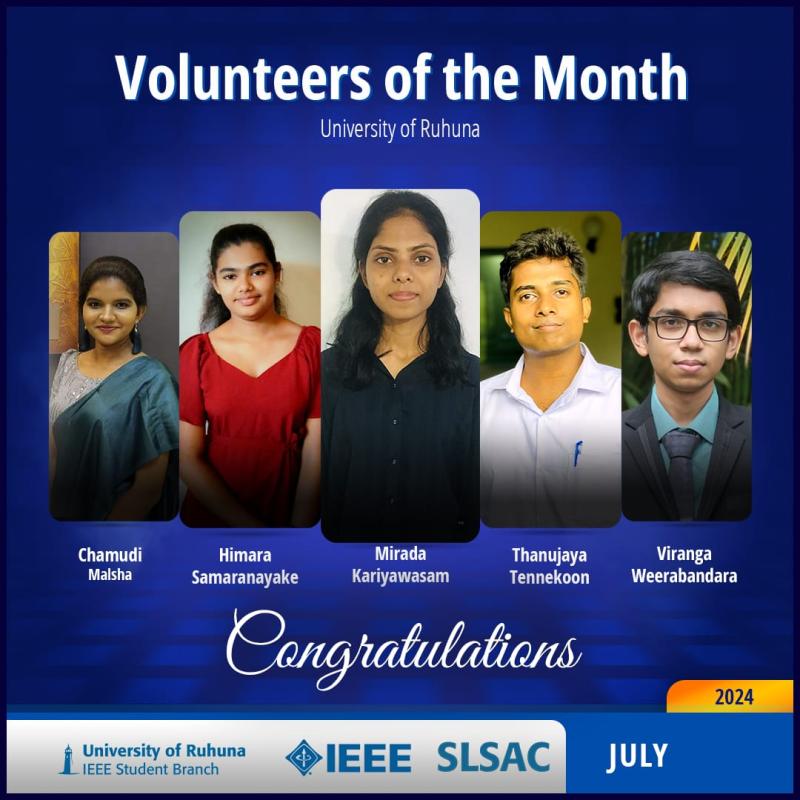 Volunteers of the Month
University of Ruhuna
Chamudi
Malsha
Himara
Samaranayake
Mirada
Kariyawasam
Thanujaya
Tennekoon
Viranga
Weerabandara
Congratulations
2024
University of Ruhuna
IEEE Student Branch
IEEE
SLSAC
JULY